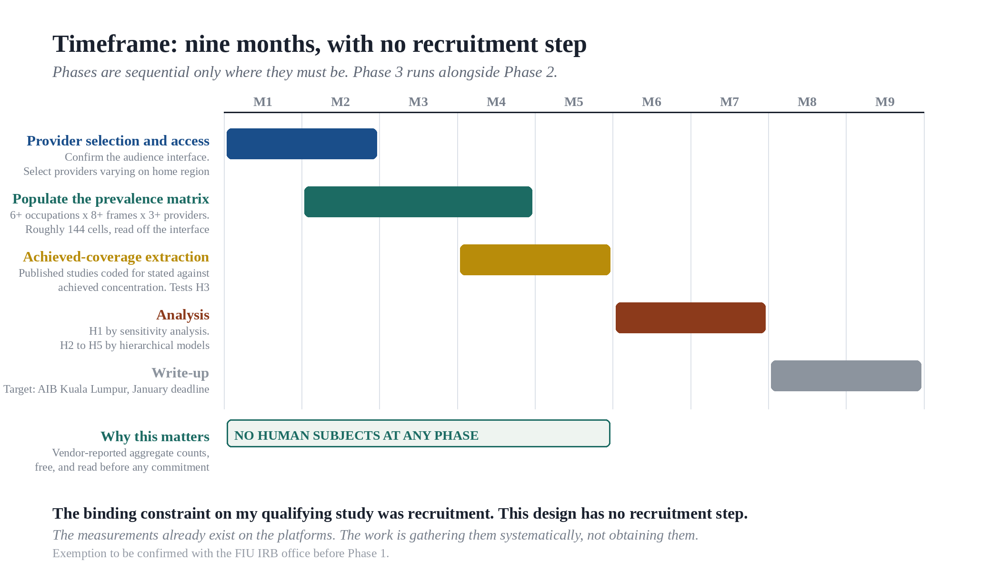 Timeframe: nine months, with no recruitment step
Phases are sequential only where they must be. Phase 3 runs alongside Phase 2.
M1 M2 M3 M4 M5 M6 M7 M8 M9
Provider selection and access
Confirm the audience interface.
Select providers varying on home region
Populate the prevalence matrix
6+ occupations x 8+ frames x 3+ providers.
Roughly 144 cells, read off the interface
Achieved-coverage extraction
Published studies coded for stated against
achieved concentration. Tests H3
Analysis
H1 by sensitivity analysis.
H2 to H5 by hierarchical models
Write-up
Target: AIB Kuala Lumpur, January deadline
Why this matters
Vendor-reported aggregate counts,
free, and read before any commitment
NO HUMAN SUBJECTS AT ANY PHASE
The binding constraint on my qualifying study was recruitment. This design has no recruitment step.
The measurements already exist on the platforms. The work is gathering them systematically, not obtaining them.
Exemption to be confirmed with the FIU IRB office before Phase 1.